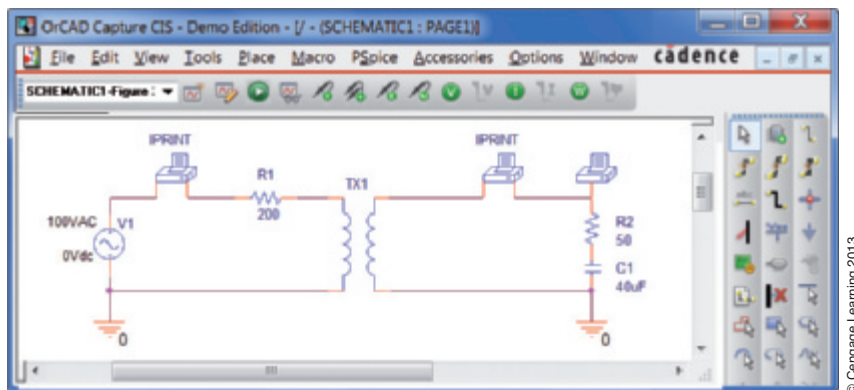 OrCAD Capture CIS - Demo Edition - [/ - (SCHEMATIC1 : PAGE1)]
File Edit View Tools Place Macro PSpice Accessories Options Window cādence
SCHEMATIC1-Figure
IPRINT
IPRINT
R1
TX1
200
100VAC
V1
0Vdc
R2
50
C1
40uF
0
0
© Cengage Learning 2013